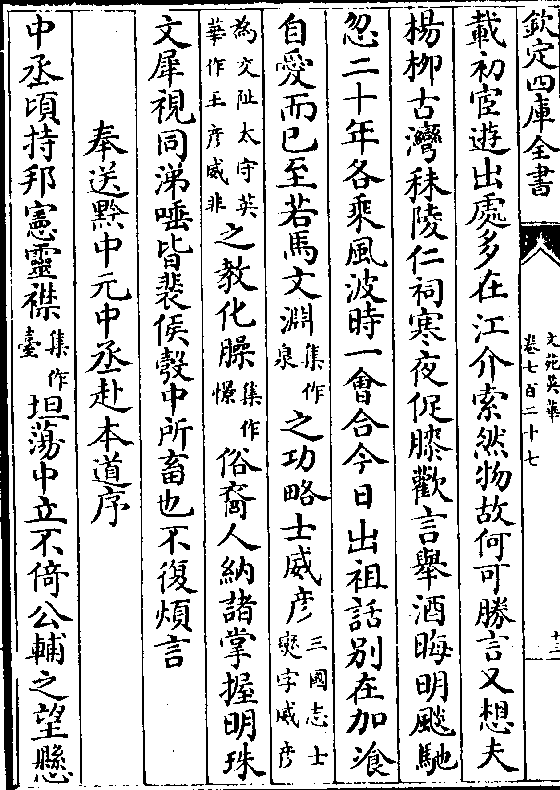 欽定四庫全書
文苑英華
卷七百二十七
十三
載初宦遊出處多在江介索然物故何可勝言又想夫
楊柳古灣秣陵仁祠寒夜促膝歡言舉酒晦明飈馳
忽二十年各乘風波時一會合今日出祖話别在加飡
自愛而已至若馬文淵集作泉之功略士威彦三國志士爕字威彦
為交阯太守英華作王彦威非之教化臊集作懆俗裔人納諸掌握明珠
文犀視同涕唾皆裴侯彀中所畜也不復煩言
奉送黔中元中丞赴本道序
中丞頃持邦憲靈襟集作臺坦蕩中立不倚公輔之望懸